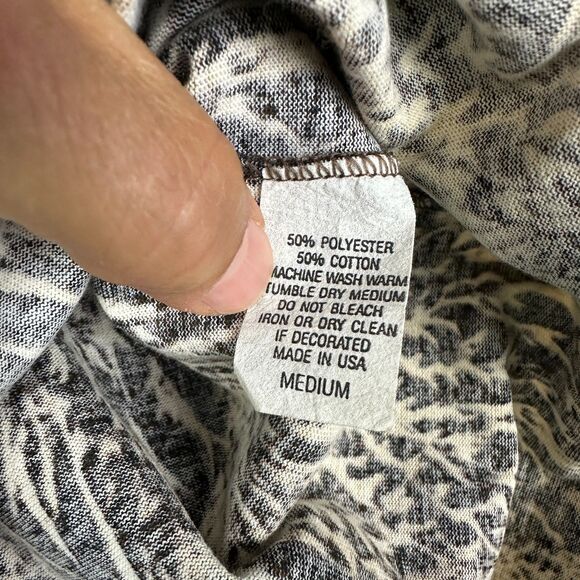 50% POLYESTER
50% COTTON
MACHINE WASH WARM
TUMBLE DRY MEDIUM
DO NOT BLEACH
IRON OR DRY CLEAN
IF DECORATED
MADE IN USA
MEDIUM